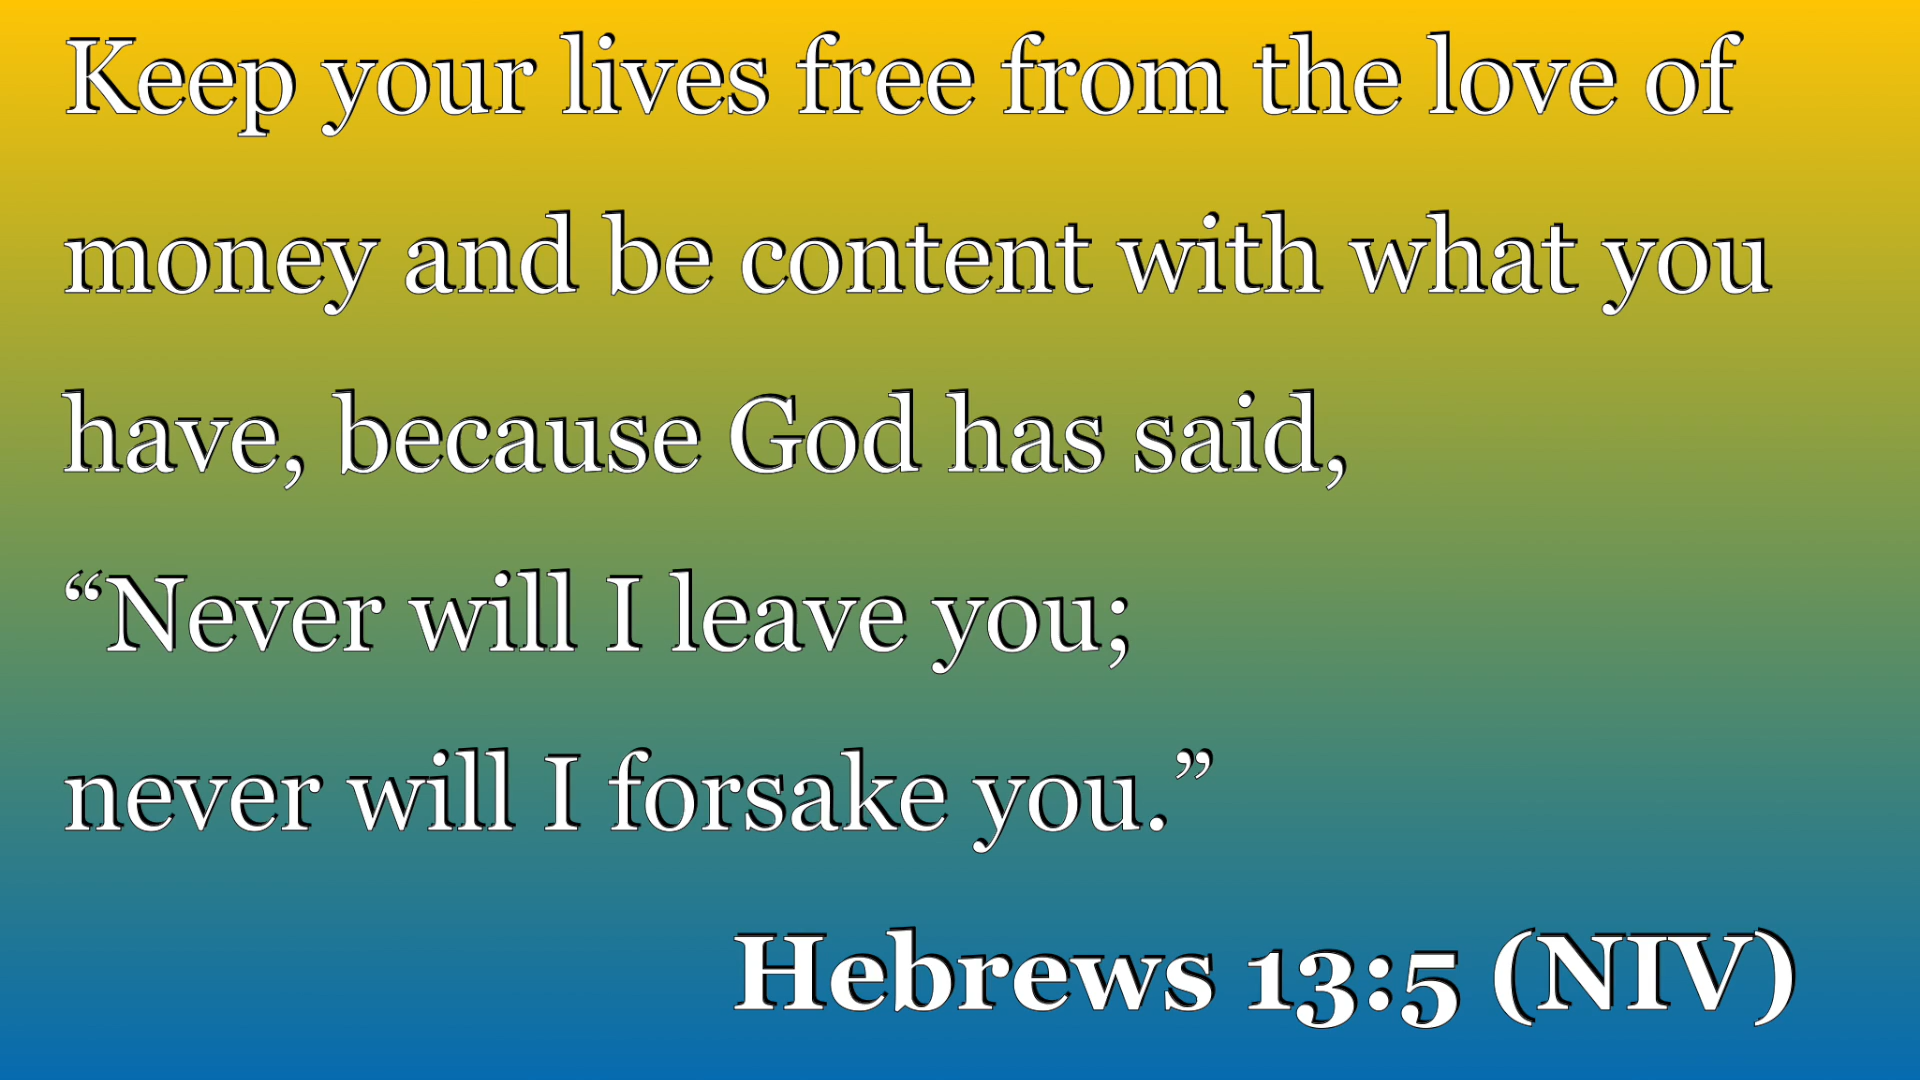 Keep your lives free from the love of
money and be content with what you
have, because God has said,
“Never will I leave you;
never will I forsake you.”
Hebrews 13:5 (NIV)